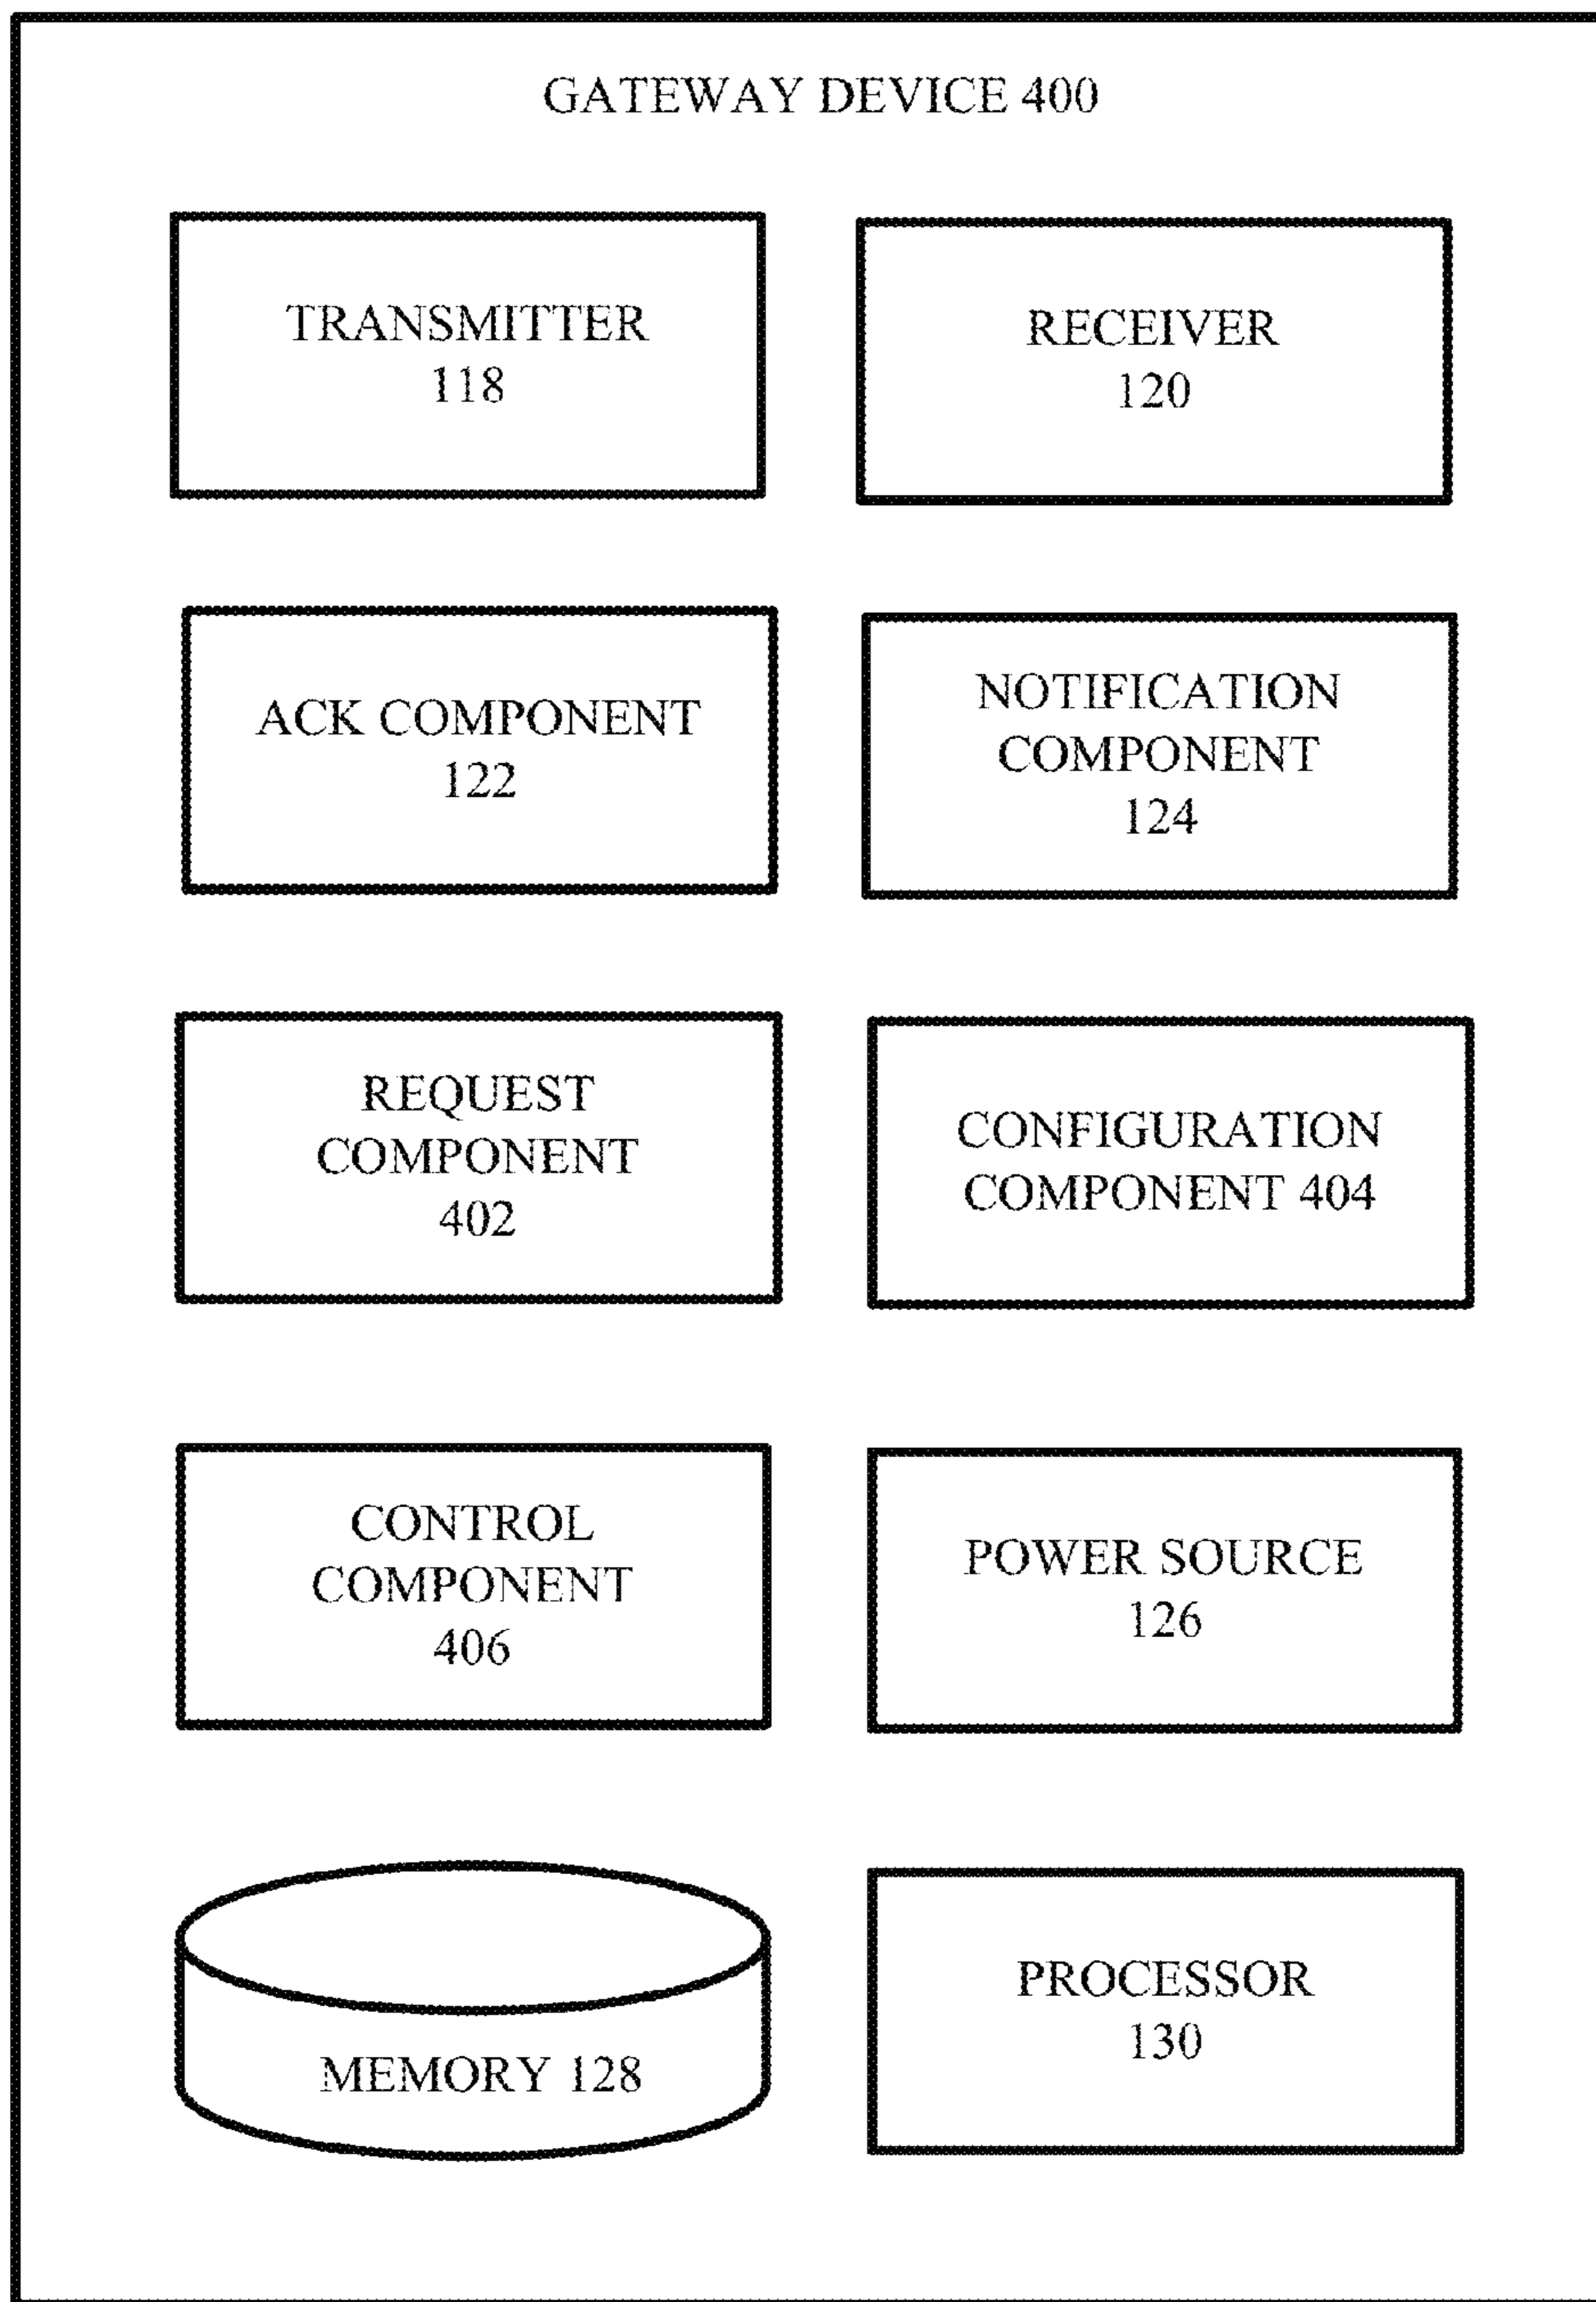 GATEWAY DEVICE 400
TRANSMITTER
118
RECEIVER
120
ACK COMPONENT
122
NOTIFICATION
COMPONENT
124
REQUEST
COMPONENT
402
CONFIGURATION
COMPONENT 404
CONTROL
COMPONENT
406
POWER SOURCE
126
MEMORY 128
PROCESSOR
130